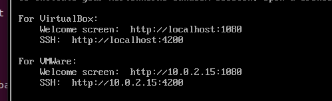 For VirtualBox:
Welcome screen: http://localhost:1080
SSH: http://localhost:4200
For VMWare:
Welcome screen: http://10.0.2.15:1080
SSH: http://10.0.2.15:4200